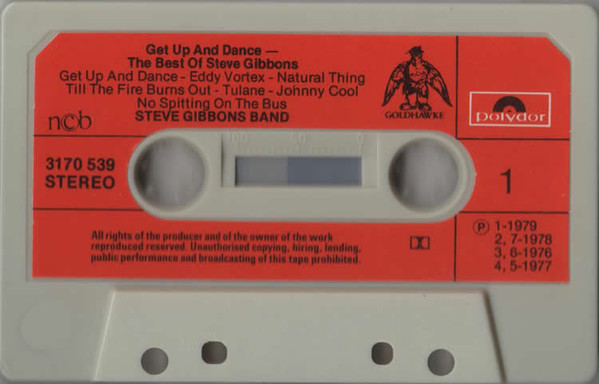 Get Up And Dance —
The Best Of Steve Gibbons
Get Up And Dance - Eddy Vortex - Natural Thing
Till The Fire Burns Out - Tulane - Johnny Cool
No Spitting On The Bus
STEVE GIBBONS BAND
GOLDHAWKE
polydor
ncb
3170 539
STEREO
100 50 0
1
All rights of the producer and of the owner of the work
reproduced reserved. Unauthorised copying, hiring, lending,
public performance and broadcasting of this tape prohibited.
Ⓟ 1-1979
2, 7-1978
3, 6-1976
4, 5-1977